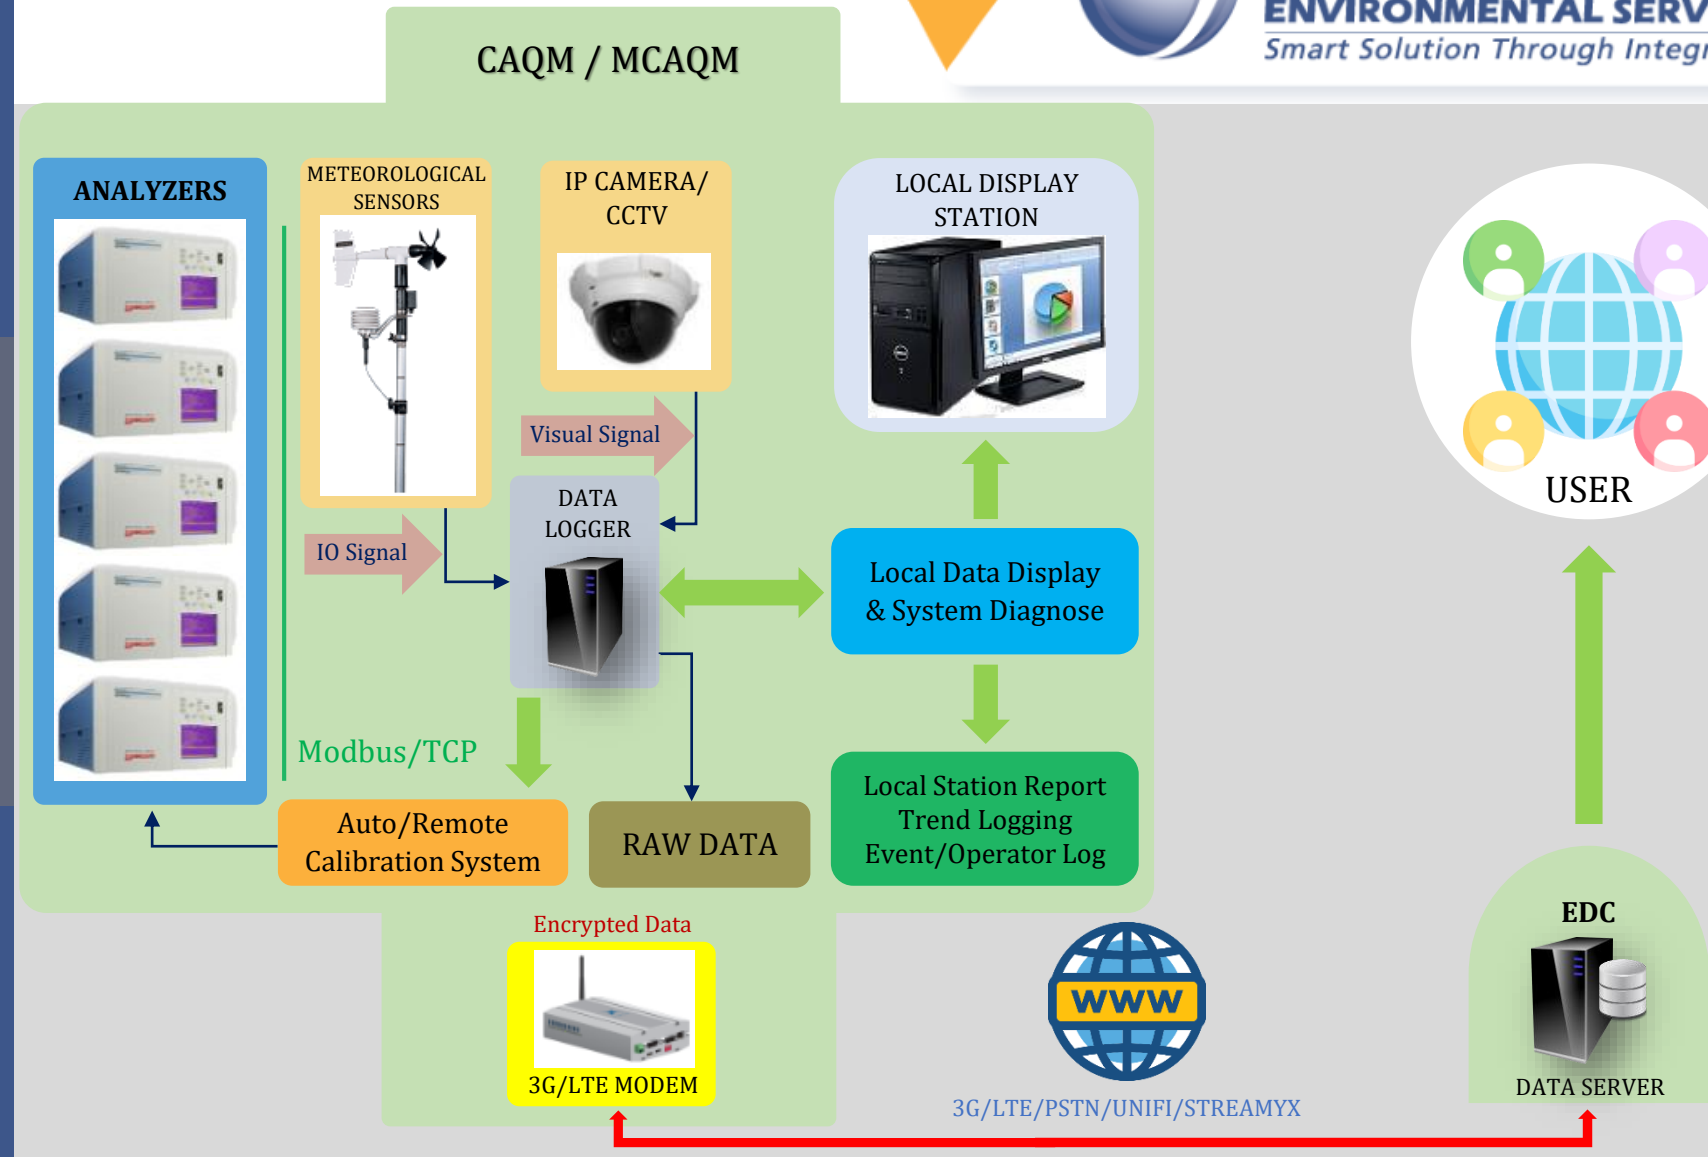 ENVIRONMENTAL
Smart Solution Through
CAQM / MCAQM
ANALYZERS
METEOROLOGICAL
SENSORS
IP CAMERA/
CCTV
LOCAL DISPLAY
STATION
Visual Signal
DATA
LOGGER
IO Signal
Local Data Display
& System Diagnose
USER
Modbus/TCP
Auto/Remote
Calibration System
RAW DATA
Local Station Report
Trend Logging
Event/Operator Log
Encrypted Data
3G/LTE MODEM
WWW
3G/LTE/PSTN/UNIFI/STREAMYX
EDC
DATA SERVER